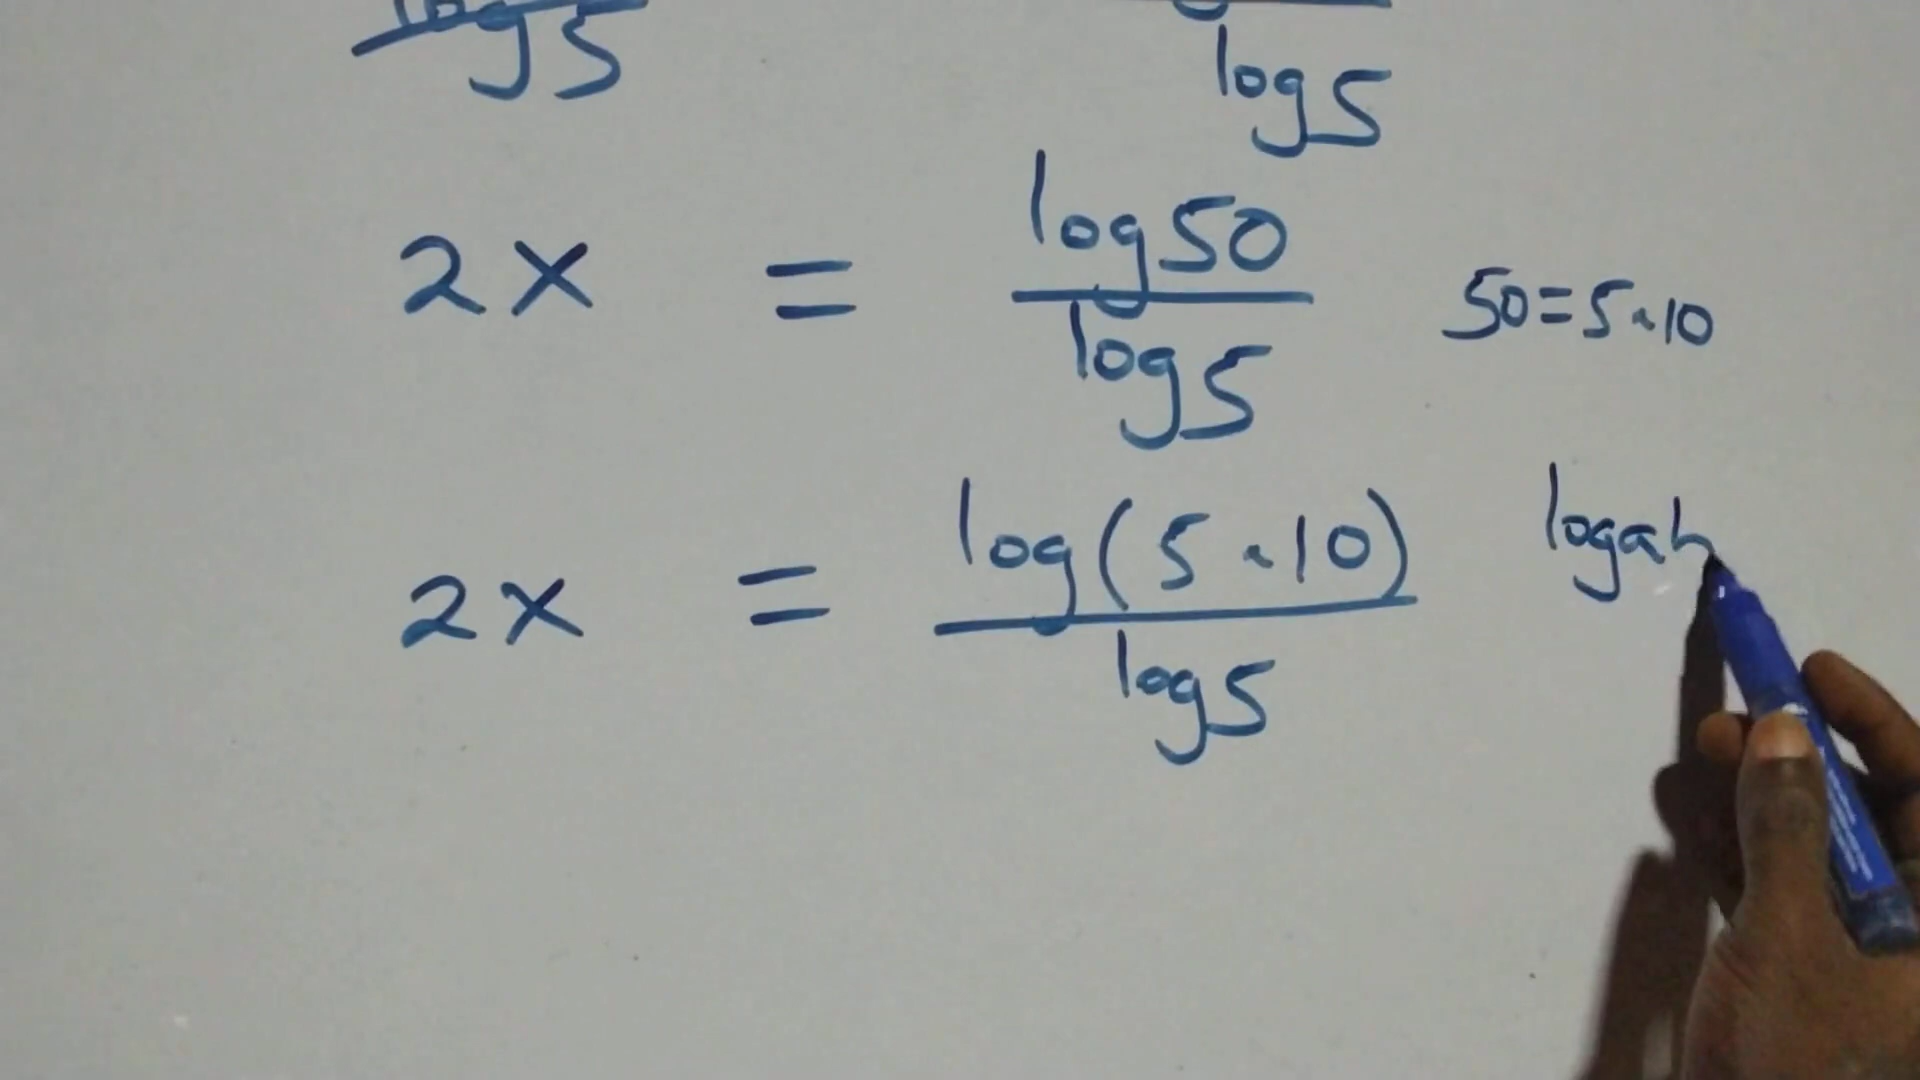 log5 log5
2x = log50 / log5
50=5·10
2x = log(5·10) / log5
logab